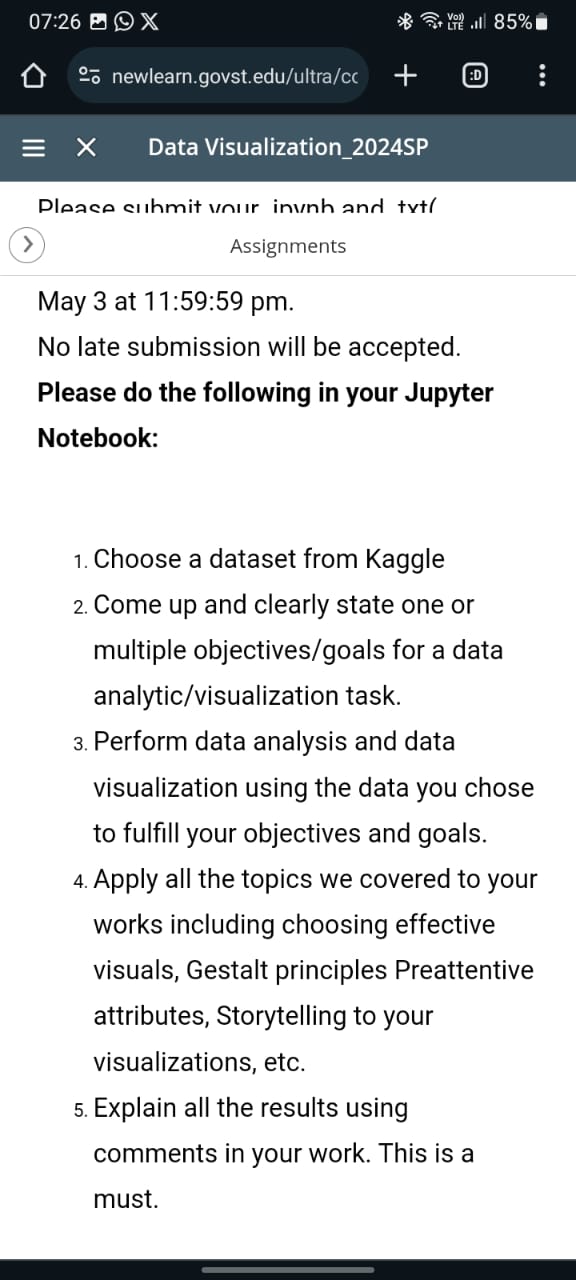 07:26
Vo)) LTE 85%
newlearn.govst.edu/ultra/cc
:D
Data Visualization_2024SP
Please submit your .ipynb and .txt(
Assignments
May 3 at 11:59:59 pm.
No late submission will be accepted.
Please do the following in your Jupyter
Notebook:
1. Choose a dataset from Kaggle
2. Come up and clearly state one or
multiple objectives/goals for a data
analytic/visualization task.
3. Perform data analysis and data
visualization using the data you chose
to fulfill your objectives and goals.
4. Apply all the topics we covered to your
works including choosing effective
visuals, Gestalt principles Preattentive
attributes, Storytelling to your
visualizations, etc.
5. Explain all the results using
comments in your work. This is a
must.